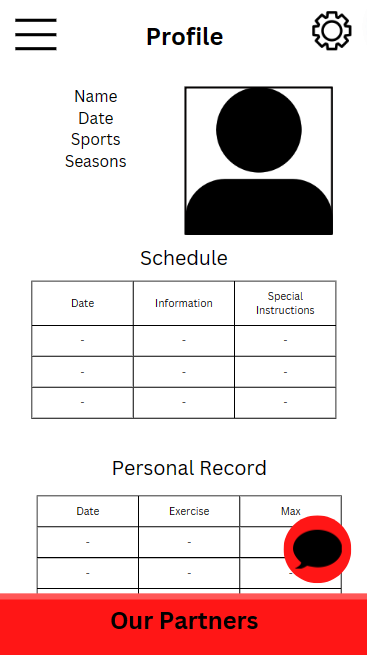 Profile
Name
Date
Sports
Seasons
Schedule
Date Information Special Instructions
- - -
- - -
- - -
Personal Record
Date Exercise Max
- -
- - -
Our Partners